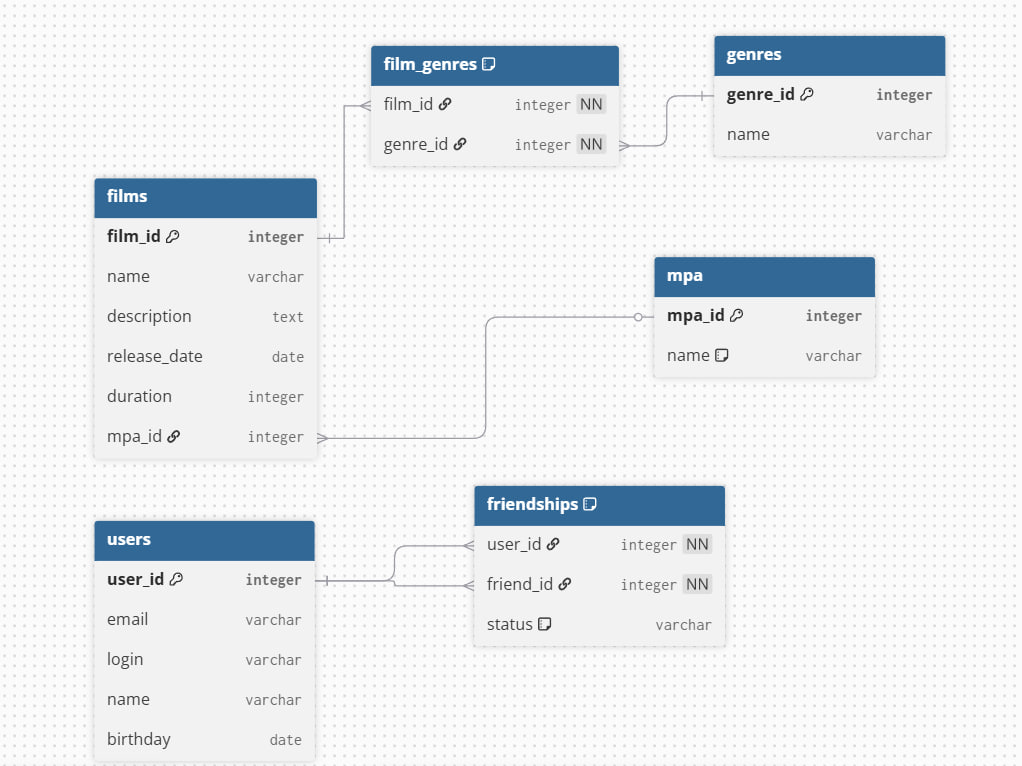 film_genres
film_id integer NN
genre_id integer NN
genres
genre_id integer
name varchar
films
film_id integer
name varchar
description text
release_date date
duration integer
mpa_id integer
mpa
mpa_id integer
name varchar
friendships
user_id integer NN
friend_id integer NN
status varchar
users
user_id integer
email varchar
login varchar
name varchar
birthday date